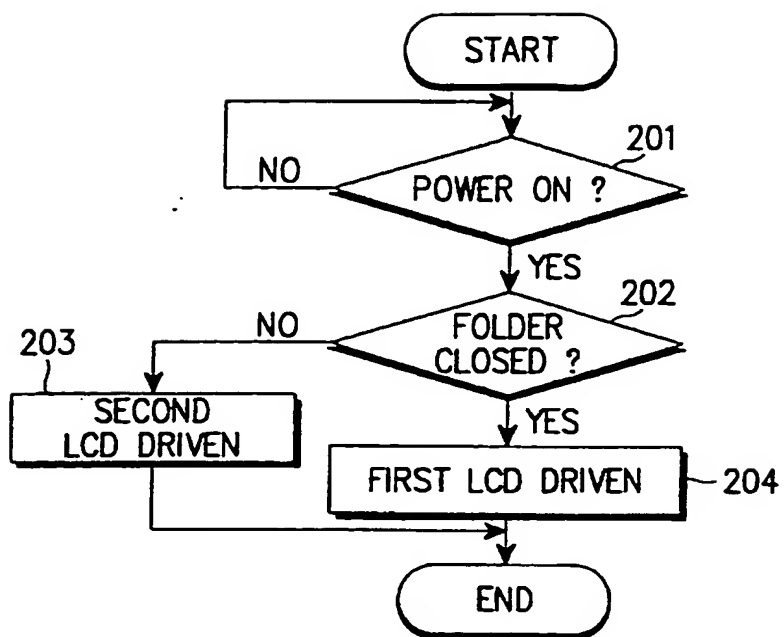 START
201
NO
POWER ON ?
YES
202
NO
FOLDER
CLOSED ?
203
SECOND
LCD DRIVEN
YES
FIRST LCD DRIVEN
204
END